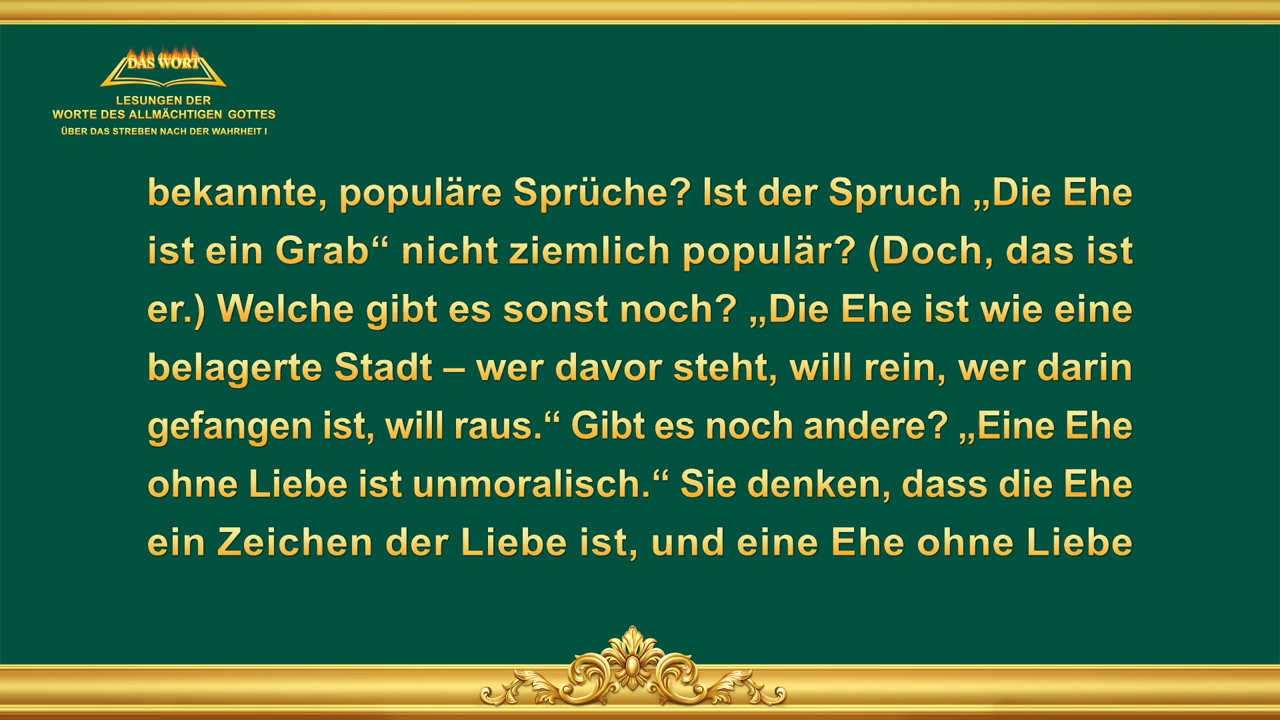 DAS WORT
LESUNGEN DER
WORTE DES ALLMÄCHTIGEN GOTTES
ÜBER DAS STREBEN NACH DER WAHRHEIT I
bekannte, populäre Sprüche? Ist der Spruch „Die Ehe
ist ein Grab“ nicht ziemlich populär? (Doch, das ist
er.) Welche gibt es sonst noch? „Die Ehe ist wie eine
belagerte Stadt – wer davor steht, will rein, wer darin
gefangen ist, will raus.“ Gibt es noch andere? „Eine Ehe
ohne Liebe ist unmoralisch.“ Sie denken, dass die Ehe
ein Zeichen der Liebe ist, und eine Ehe ohne Liebe